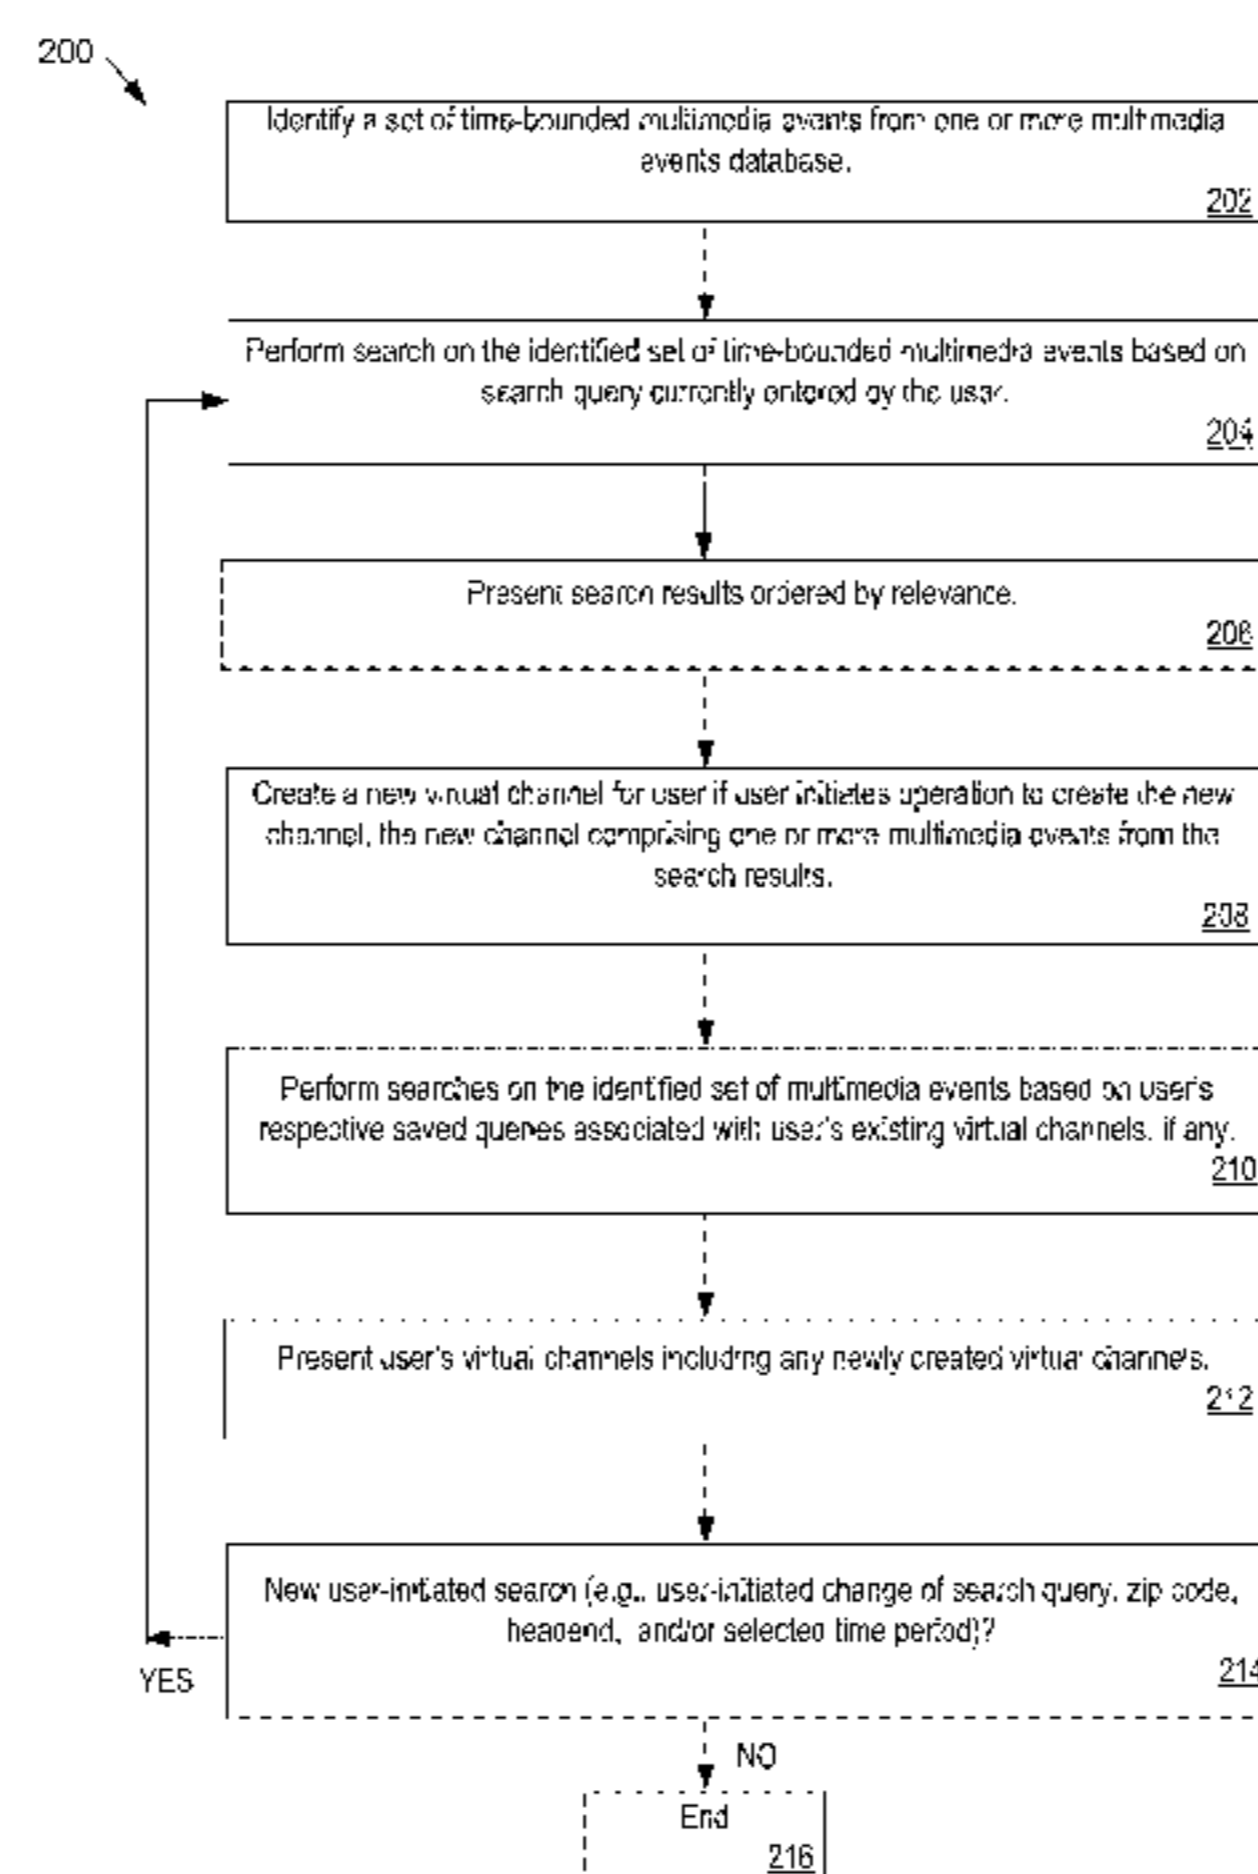 200
Identify a set of time-bounded multimedia events from one or more multimedia
events database.
202
Perform search on the identified set of time-bounded multimedia events based on
search query currently entered by the user.
204
Present search results ordered by relevance.
206
Create a new virtual channel for user if user initiates operation to create the new
channel, the new channel comprising one or more multimedia events from the
search results.
208
Perform searches on the identified set of multimedia events based on user's
respective saved queries associated with user's existing virtual channels, if any.
210
Present user's virtual channels including any newly created virtual channels.
212
New user-initiated search (e.g., user-initiated change of search query, zip code,
headend, and/or selected time period)?
214
YES
NO
End
216